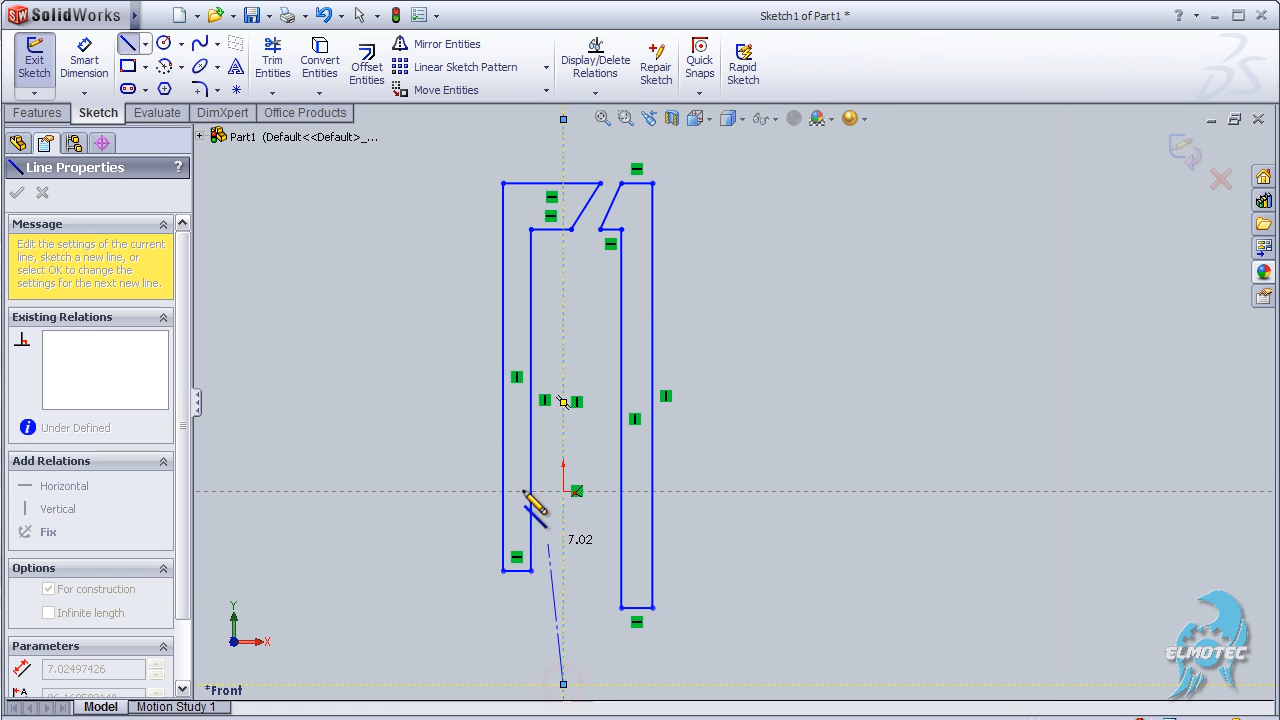 SolidWorks
Sketch1 of Part1 *
?
Exit Sketch
Smart Dimension
Trim Entities
Convert Entities
Offset Entities
Mirror Entities
Linear Sketch Pattern
Move Entities
Display/Delete Relations
Repair Sketch
Quick Snaps
Rapid Sketch
Features
Sketch
Evaluate
DimXpert
Office Products
Part1 (Default<<Default>_...
Line Properties
?
Message
Edit the settings of the current line, sketch a new line, or select OK to change the settings for the next new line.
Existing Relations
Under Defined
Add Relations
Horizontal
Vertical
Fix
Options
For construction
Infinite length
Parameters
7.02497426
7.02
Y
X
*Front
ELMOTEC
Model
Motion Study 1